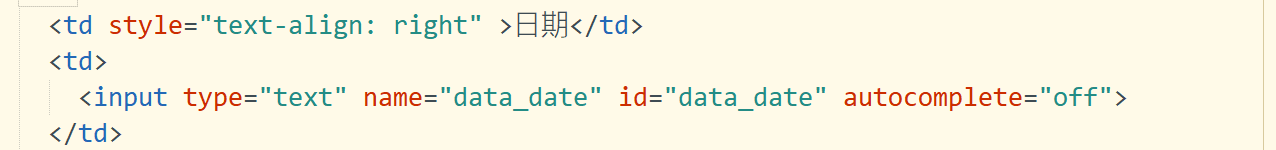 <td style="text-align: right" >日期</td>
<td>
<input type="text" name="data_date" id="data_date" autocomplete="off">
</td>